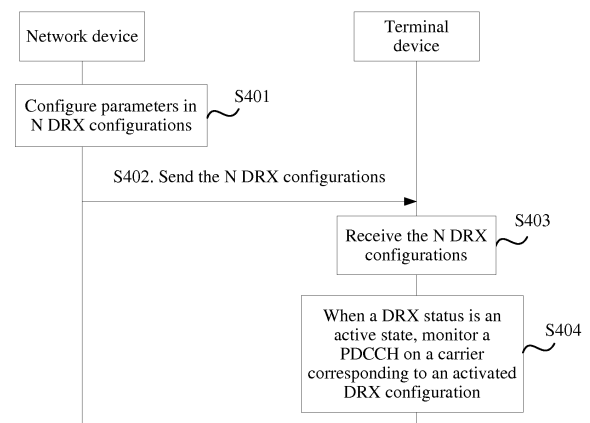 Network device
Terminal
device
Configure parameters in
N DRX configurations
S401
S402. Send the N DRX configurations
Receive the N DRX
configurations
S403
When a DRX status is an
active state, monitor a
PDCCH on a carrier
corresponding to an activated
DRX configuration
S404